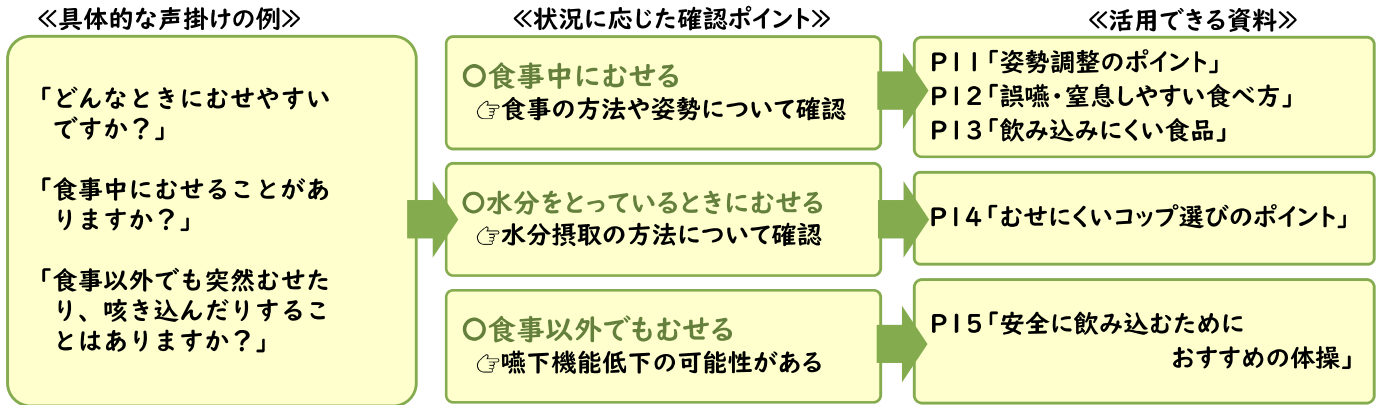 ≪具体的な声掛けの例≫
「どんなときにむせやすい
ですか？」
「食事中にむせることがあ
りますか？」
「食事以外でも突然むせた
り、咳き込んだりするこ
とはありますか？」
≪状況に応じた確認ポイント≫
〇食事中にむせる
☞食事の方法や姿勢について確認
〇水分をとっているときにむせる
☞水分摂取の方法について確認
〇食事以外でもむせる
☞嚥下機能低下の可能性がある
≪活用できる資料≫
P11「姿勢調整のポイント」
P12「誤嚥・窒息しやすい食べ方」
P13「飲み込みにくい食品」
P14「むせにくいコップ選びのポイント」
P15「安全に飲み込むために
おすすめの体操」